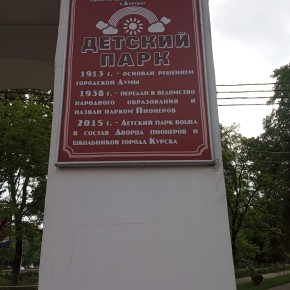 г. Курска
ДЕТСКИЙ
ПАРК
1913 г. - основан решением
городской Думы
1938 г. - передан в ведомство
народного образования и
назван парком Пионеров
2015 г. - Детский парк вошел
в состав Дворца пионеров и
школьников города Курска